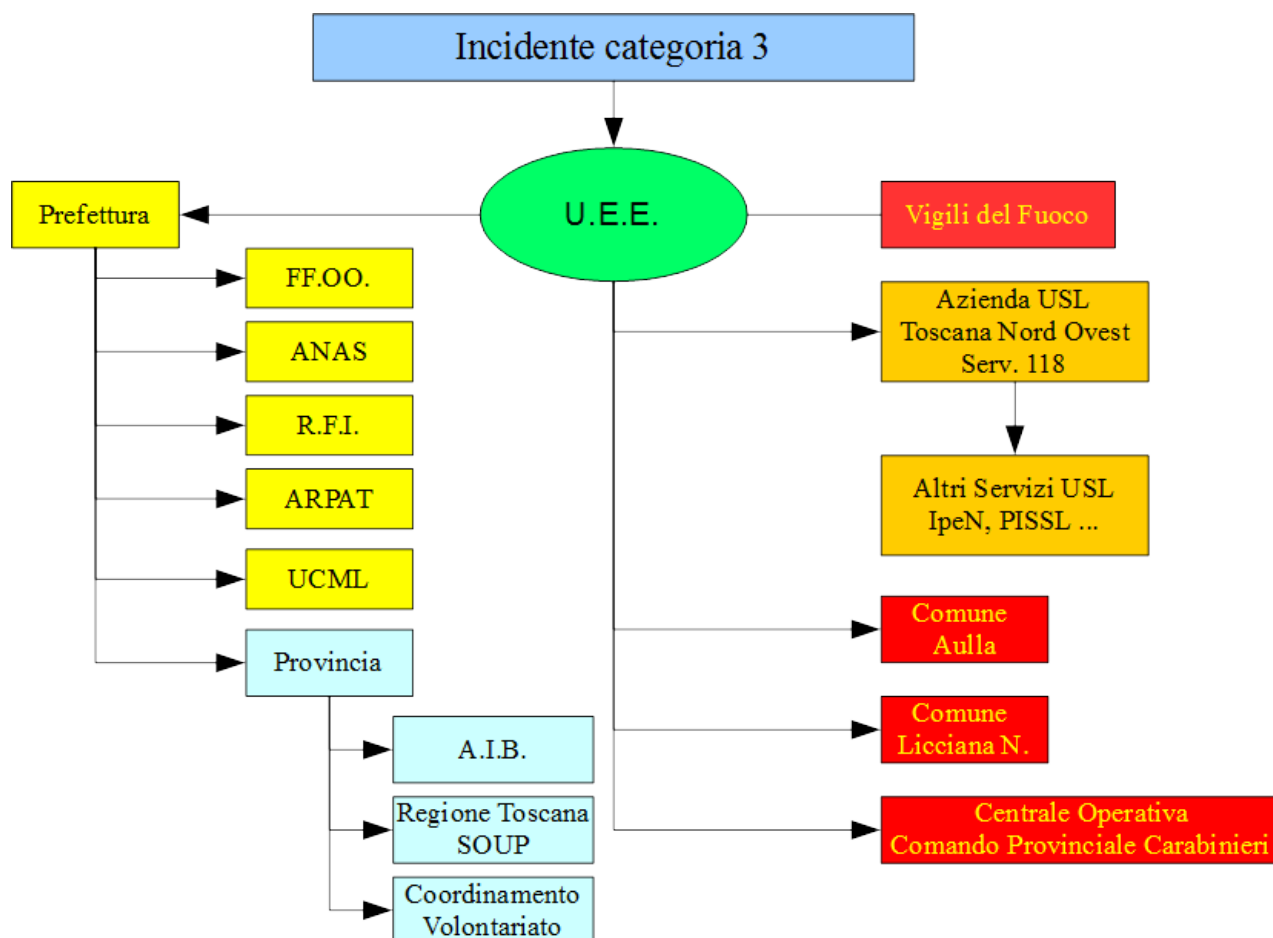 Incidente categoria 3
Prefettura
U.E.E.
Vigili del Fuoco
FF.OO.
ANAS
R.F.I.
ARPAT
UCML
Provincia
A.I.B.
Regione Toscana
SOUP
Coordinamento
Volontariato
Azienda USL
Toscana Nord Ovest
Serv. 118
Altri Servizi USL
IpeN, PISSL ...
Comune
Aulla
Comune
Licciana N.
Centrale Operativa
Comando Provinciale Carabinieri